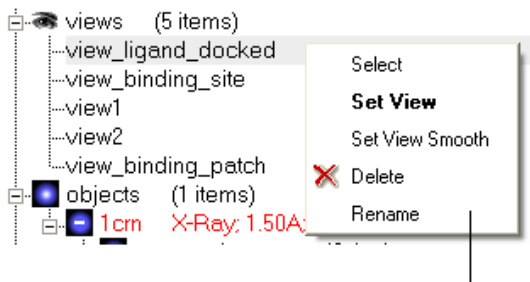 views (5 items)
view_ligand_docked
view_binding_site
view1
view2
view_binding_patch
objects (1 items)
1crn X-Ray; 1.50A;
Select
Set View
Set View Smooth
Delete
Rename